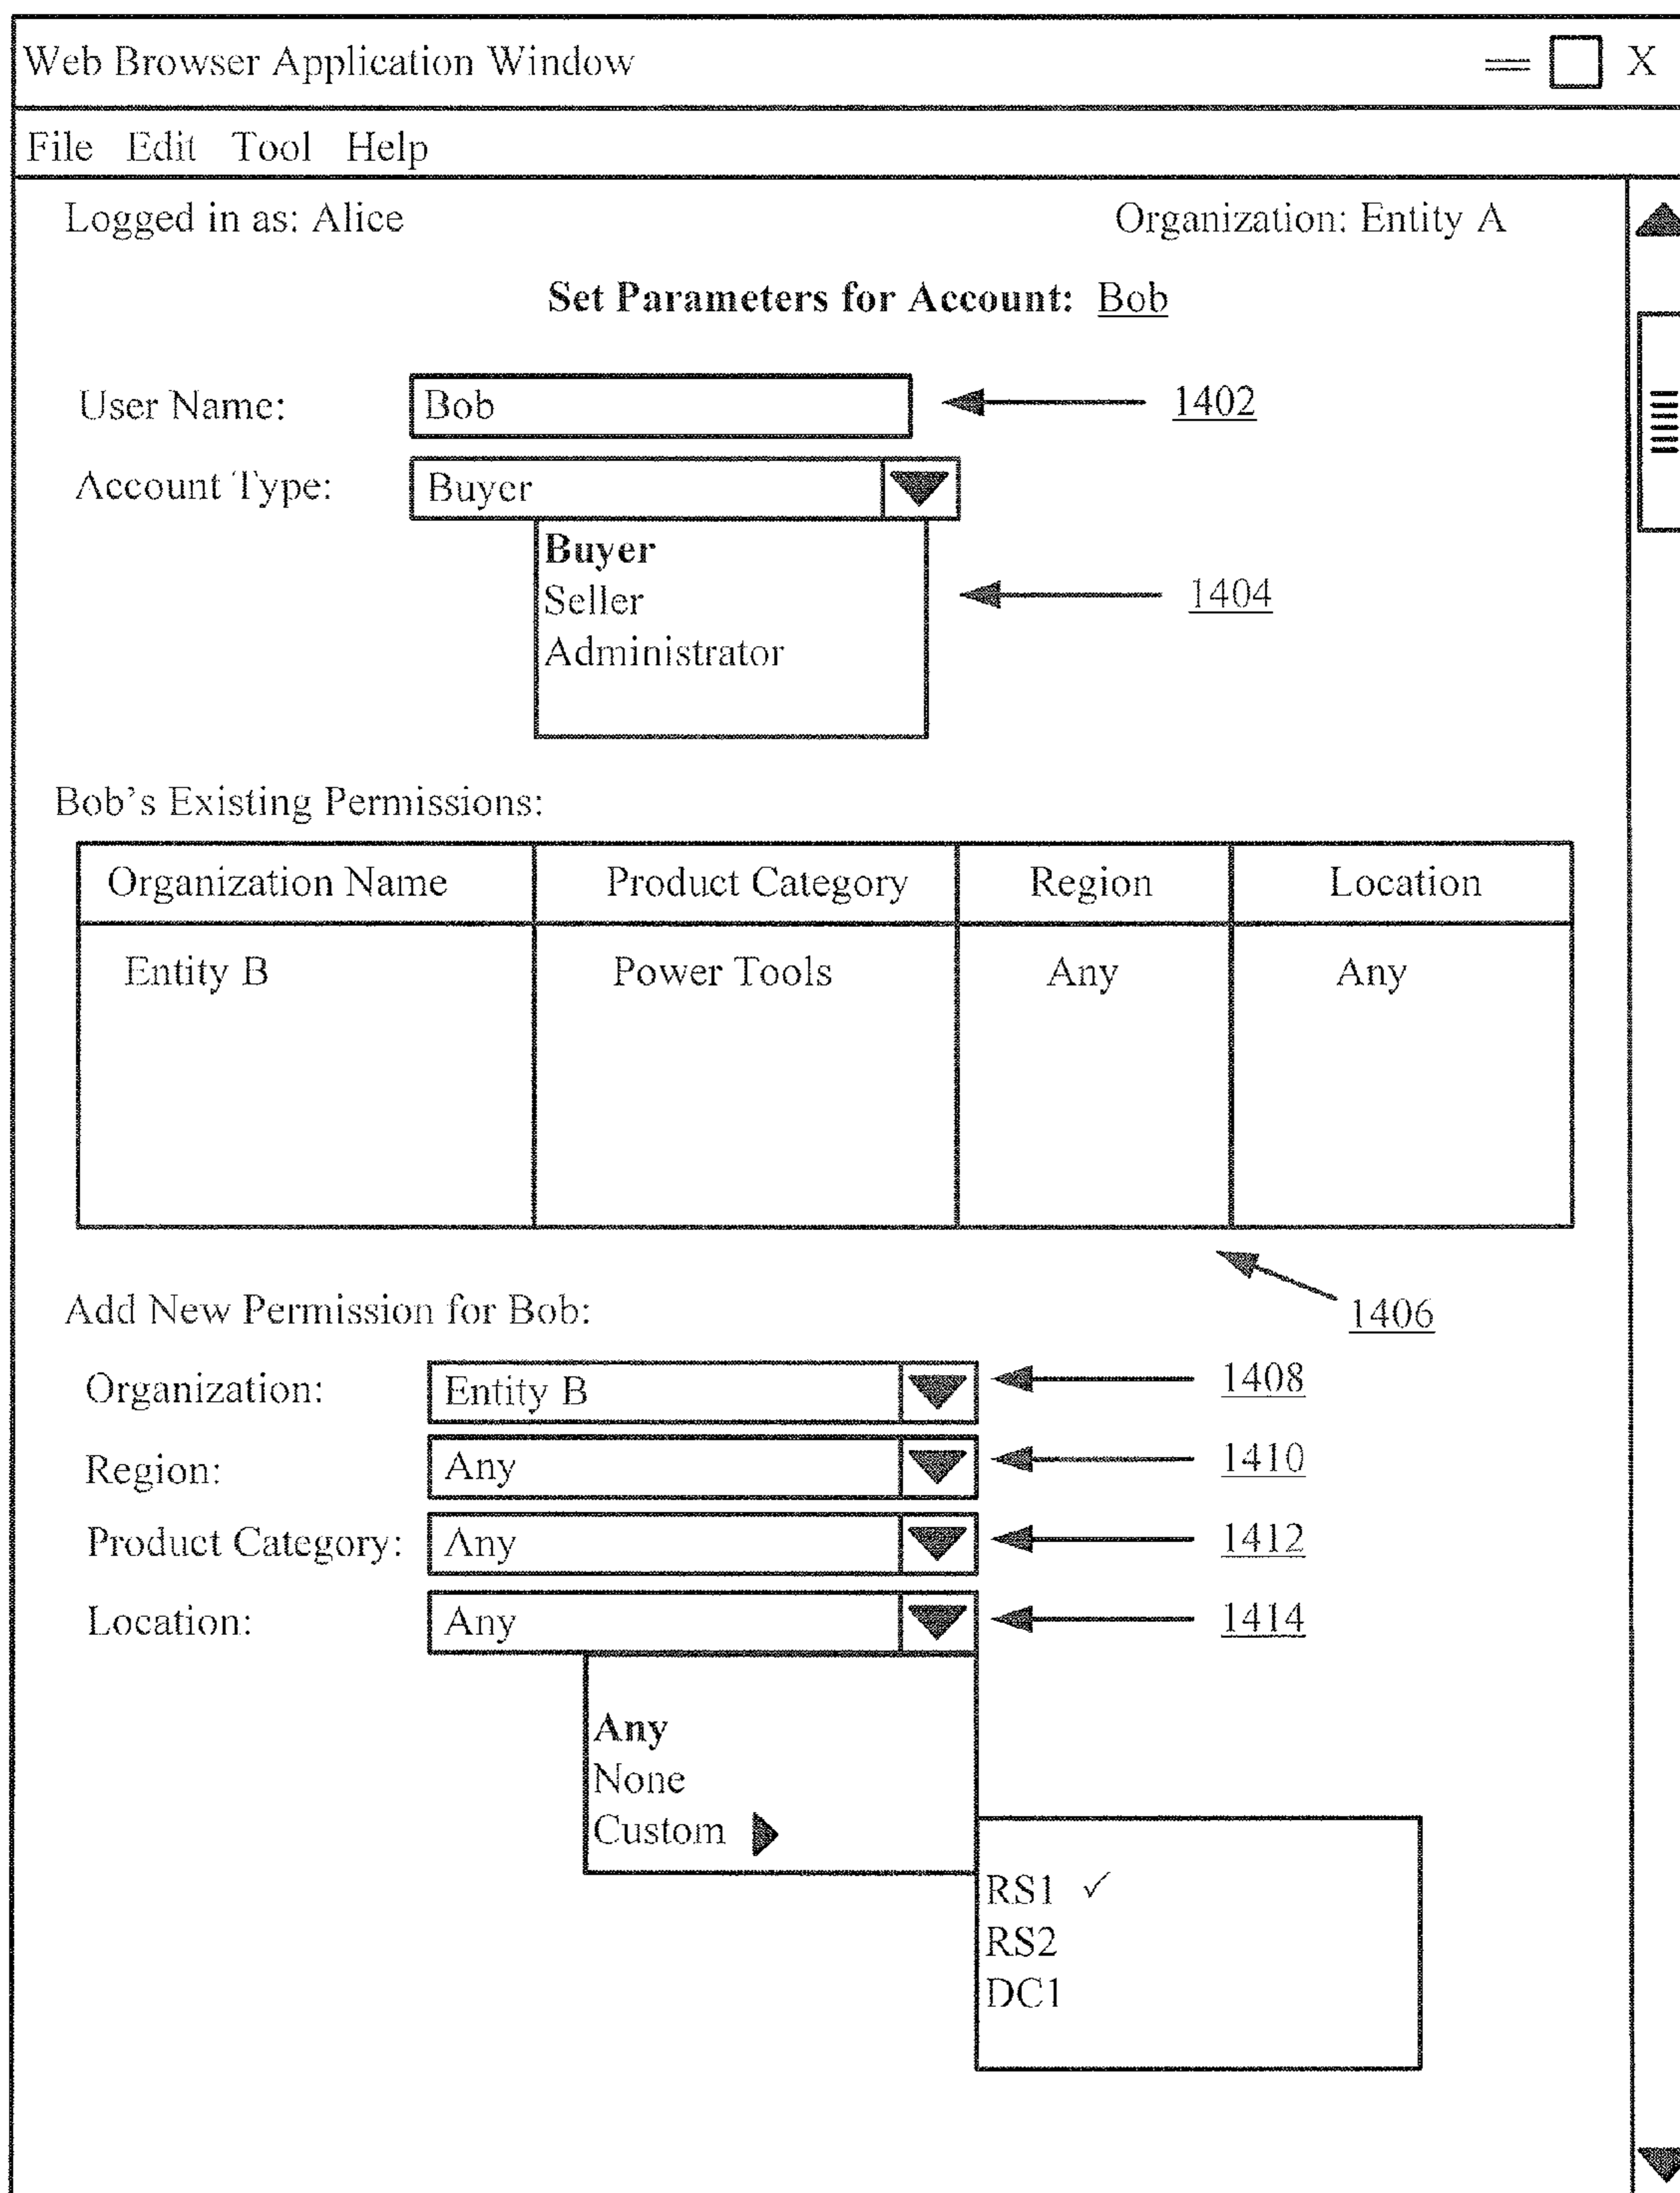 Web Browser Application Window X
File Edit Tool Help
Logged in as: Alice Organization: Entity A
Set Parameters for Account: Bob
User Name: Bob 1402
Account Type: Buyer
Buyer
Seller 1404
Administrator
Bob's Existing Permissions:
Organization Name Product Category Region Location
Entity B Power Tools Any Any
1406
Add New Permission for Bob:
Organization: Entity B 1408
Region: Any 1410
Product Category: Any 1412
Location: Any 1414
Any
None
Custom
RS1 ✓
RS2
DC1